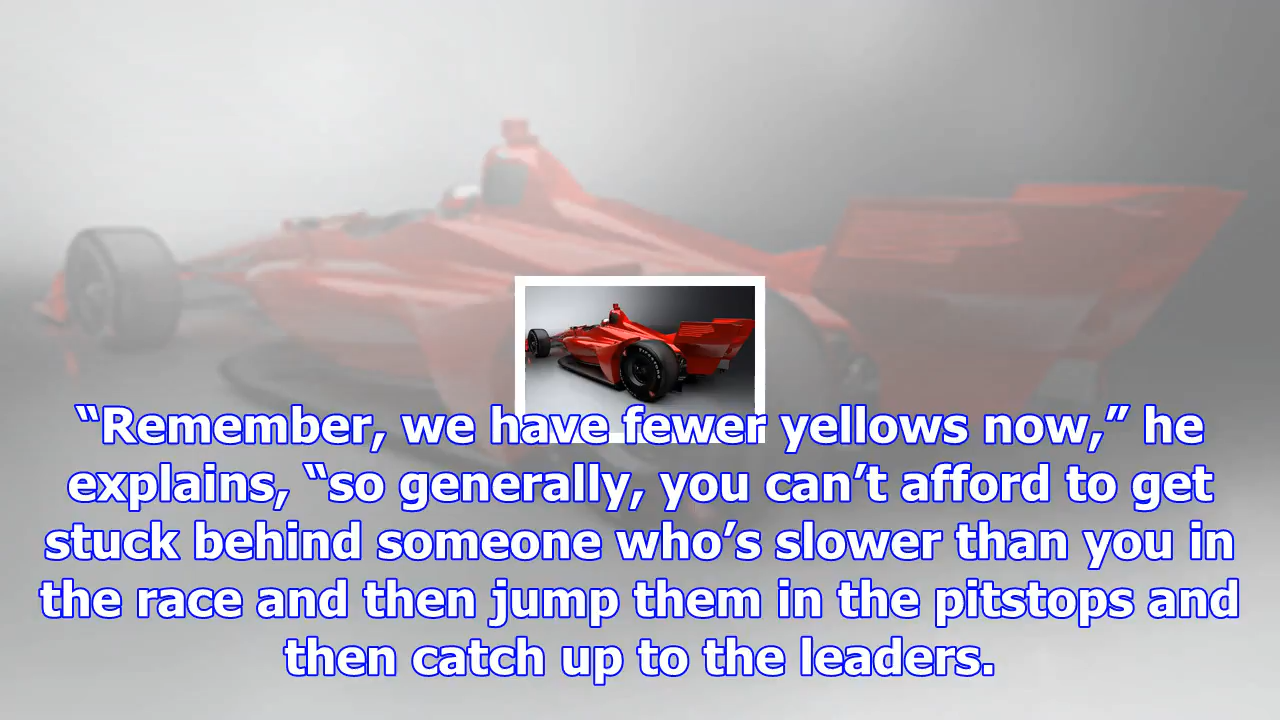 “Remember, we have fewer yellows now,” he
explains, “so generally, you can’t afford to get
stuck behind someone who’s slower than you in
the race and then jump them in the pitstops and
then catch up to the leaders.